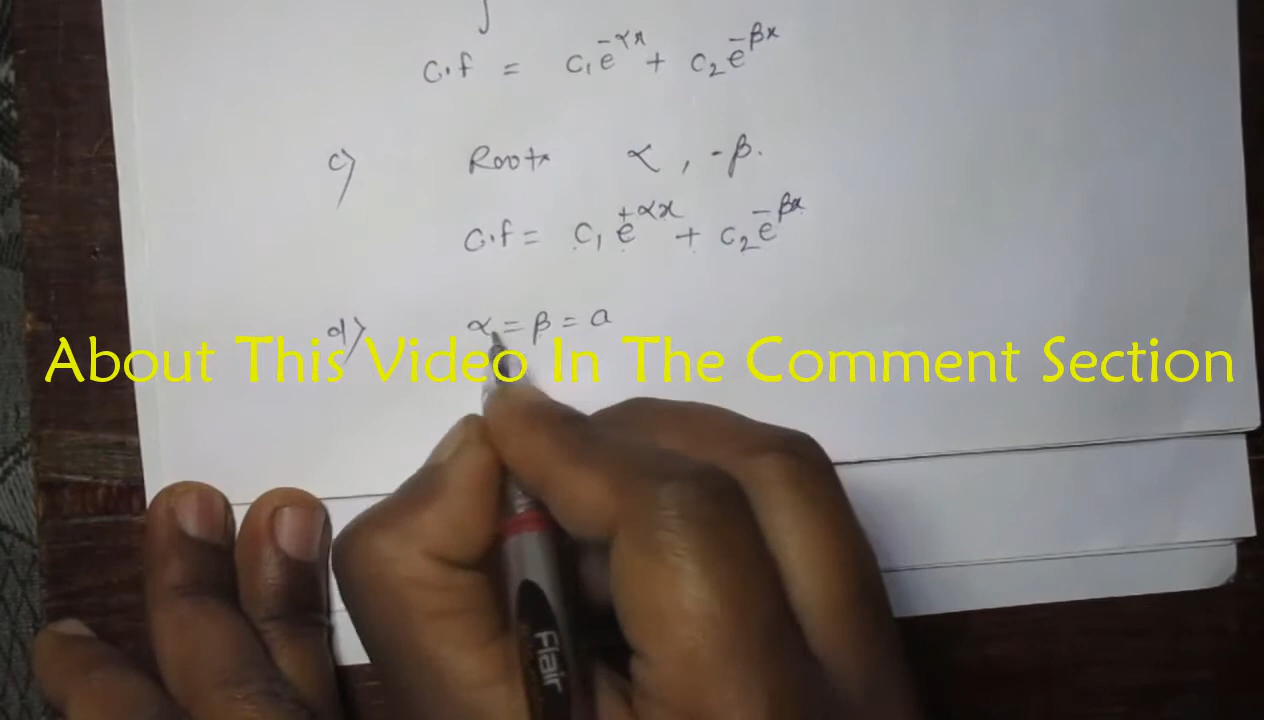 C.f = c₁e^-αx + c₂e^-βx
c) Roots α, -β.
C.f = c₁e^+αx + c₂e^-βx
d) α = β = a
About This Video In The Comment Section
Flair